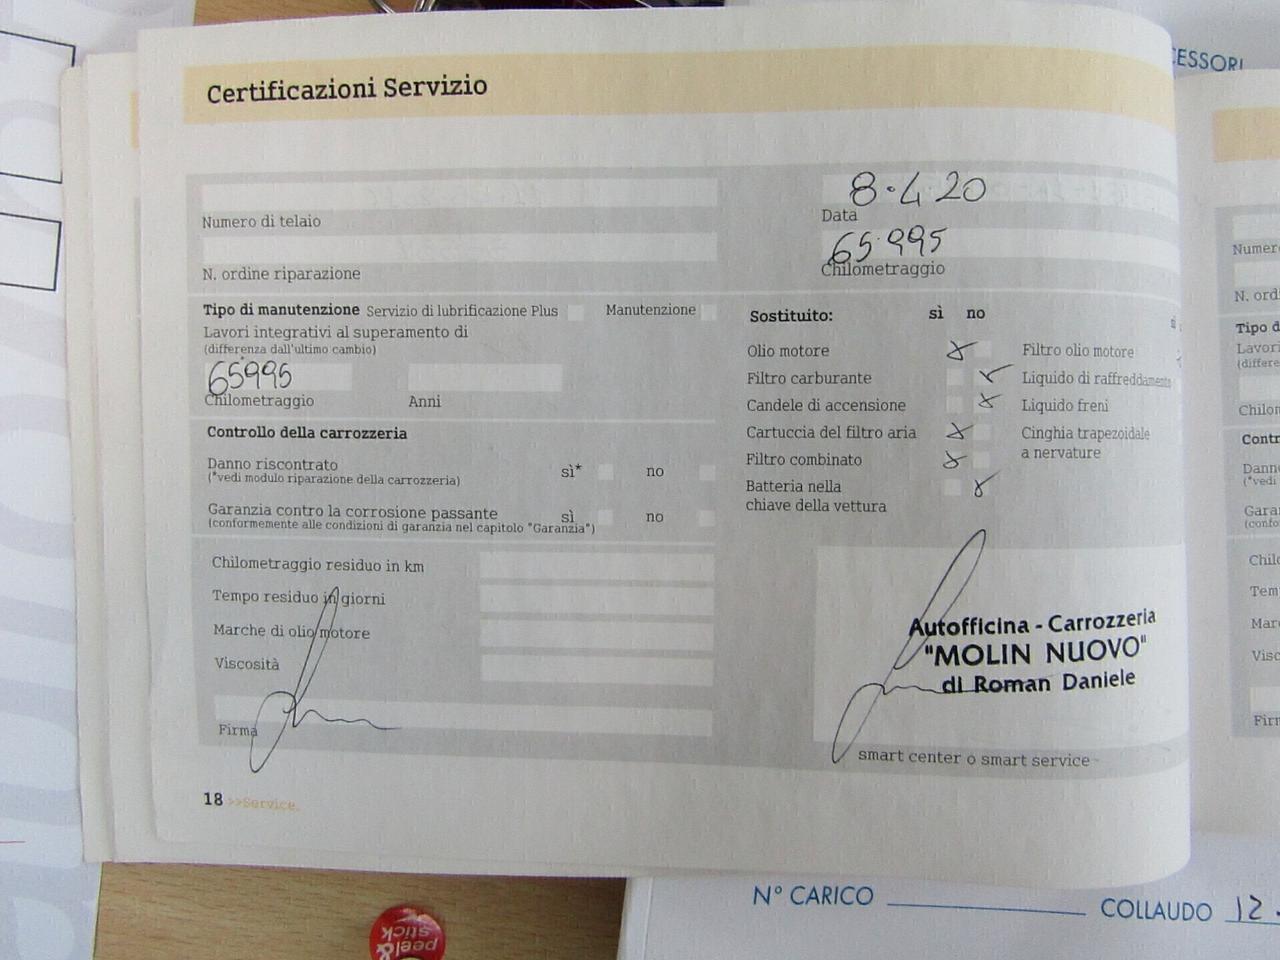 Certificazioni Servizio
8.4 20
Numero di telaio
Data
65.995
N. ordine riparazione
Chilometraggio
Tipo di manutenzione Servizio di lubrificazione Plus Manutenzione
Lavori integrativi al superamento di
(differenza dall'ultimo cambio)
65995
Chilometraggio Anni
Controllo della carrozzeria
Danno riscontrato sì* no
(*vedi modulo riparazione della carrozzeria)
Garanzia contro la corrosione passante sì no
(conformemente alle condizioni di garanzia nel capitolo "Garanzia")
Chilometraggio residuo in km
Tempo residuo in giorni
Marche di olio motore
Viscosità
Firma
Sostituito: sì no
Olio motore Filtro olio motore
Filtro carburante Liquido di raffreddamento
Candele di accensione Liquido freni
Cartuccia del filtro aria Cinghia trapezoidale
a nervature
Filtro combinato
Batteria nella
chiave della vettura
Autofficina - Carrozzeria
"MOLIN NUOVO"
di Roman Daniele
smart center o smart service
18 >>Service.
N° CARICO
COLLAUDO 12
peel&
stick